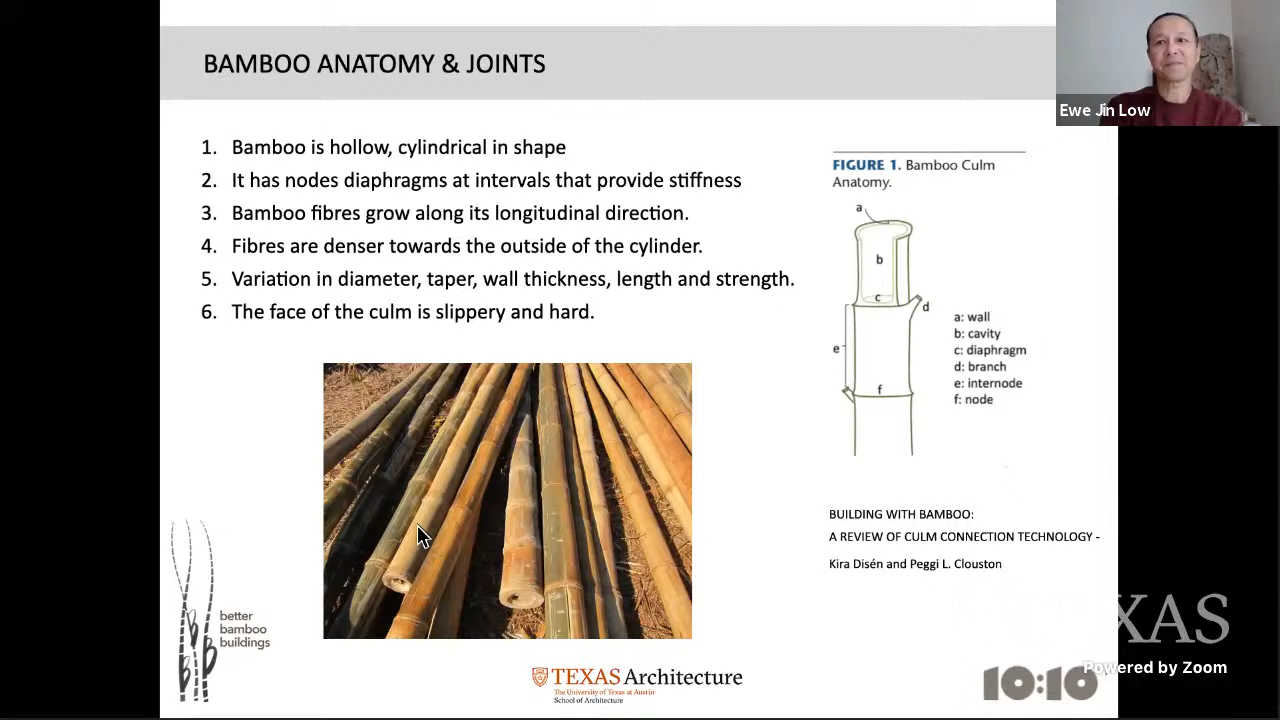 BAMBOO ANATOMY & JOINTS
Ewe Jin Low
1. Bamboo is hollow, cylindrical in shape
2. It has nodes diaphragms at intervals that provide stiffness
3. Bamboo fibres grow along its longitudinal direction.
4. Fibres are denser towards the outside of the cylinder.
5. Variation in diameter, taper, wall thickness, length and strength.
6. The face of the culm is slippery and hard.
FIGURE 1. Bamboo Culm
Anatomy.
a
b
c
d
e
f
a: wall
b: cavity
c: diaphragm
d: branch
e: internode
f: node
BUILDING WITH BAMBOO:
A REVIEW OF CULM CONNECTION TECHNOLOGY -
Kira Disén and Peggi L. Clouston
better
bamboo
buildings
TEXAS Architecture
The University of Texas at Austin
School of Architecture
XAS
Powered by Zoom
10:10